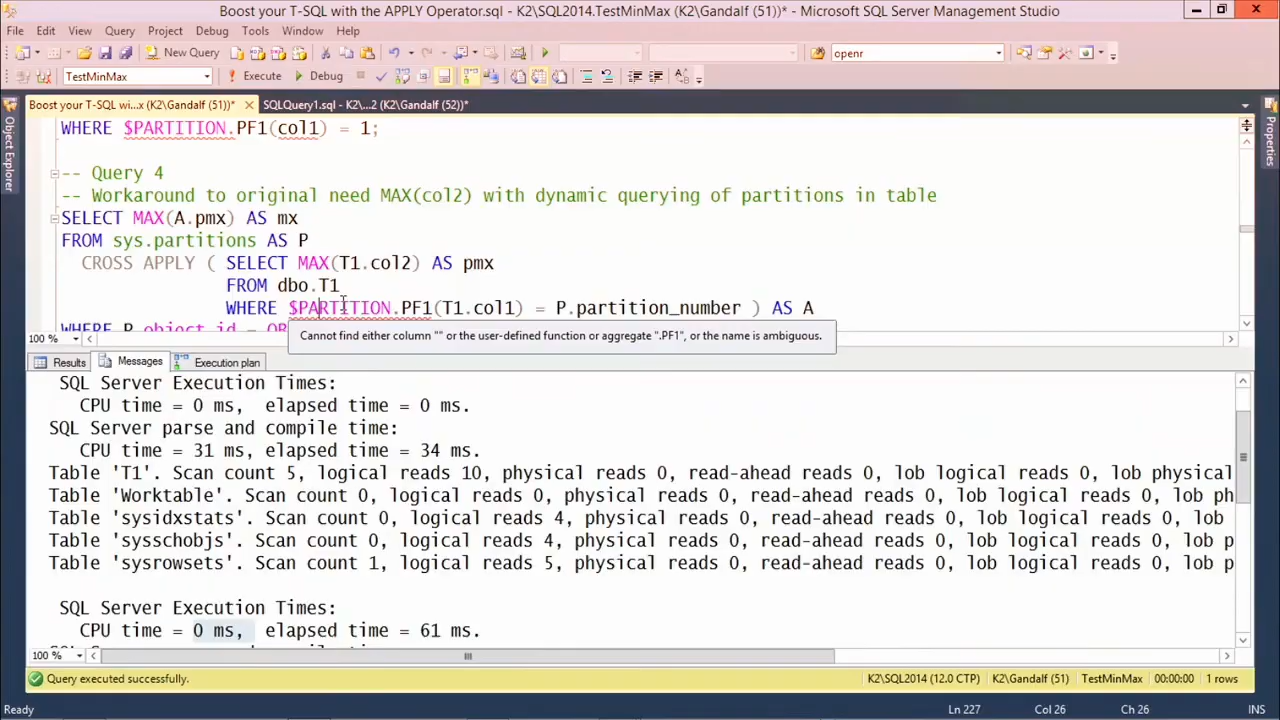 Boost your T-SQL with the APPLY Operator.sql - K2\SQL2014.TestMinMax (K2\Gandalf (51))* - Microsoft SQL Server Management Studio
File Edit View Query Project Debug Tools Window Help
New Query openr
TestMinMax Execute Debug
Boost your T-SQL wi...x (K2\Gandalf (51))* SQLQuery1.sql - K2\...2 (K2\Gandalf (52))*
Object Explorer
Properties
WHERE $PARTITION.PF1(col1) = 1;
-- Query 4
-- Workaround to original need MAX(col2) with dynamic querying of partitions in table
SELECT MAX(A.pmx) AS mx
FROM sys.partitions AS P
CROSS APPLY ( SELECT MAX(T1.col2) AS pmx
FROM dbo.T1
WHERE $PARTITION.PF1(T1.col1) = P.partition_number ) AS A
WHERE P.object_id = OB
Cannot find either column "" or the user-defined function or aggregate ".PF1", or the name is ambiguous.
100 %
Results Messages Execution plan
SQL Server Execution Times:
CPU time = 0 ms, elapsed time = 0 ms.
SQL Server parse and compile time:
CPU time = 31 ms, elapsed time = 34 ms.
Table 'T1'. Scan count 5, logical reads 10, physical reads 0, read-ahead reads 0, lob logical reads 0, lob physical
Table 'Worktable'. Scan count 0, logical reads 0, physical reads 0, read-ahead reads 0, lob logical reads 0, lob ph
Table 'sysidxstats'. Scan count 0, logical reads 4, physical reads 0, read-ahead reads 0, lob logical reads 0, lob
Table 'sysschobjs'. Scan count 0, logical reads 4, physical reads 0, read-ahead reads 0, lob logical reads 0, lob p
Table 'sysrowsets'. Scan count 1, logical reads 5, physical reads 0, read-ahead reads 0, lob logical reads 0, lob p
SQL Server Execution Times:
CPU time = 0 ms, elapsed time = 61 ms.
100 %
Query executed successfully. K2\SQL2014 (12.0 CTP) K2\Gandalf (51) TestMinMax 00:00:00 1 rows
Ready Ln 227 Col 26 Ch 26 INS